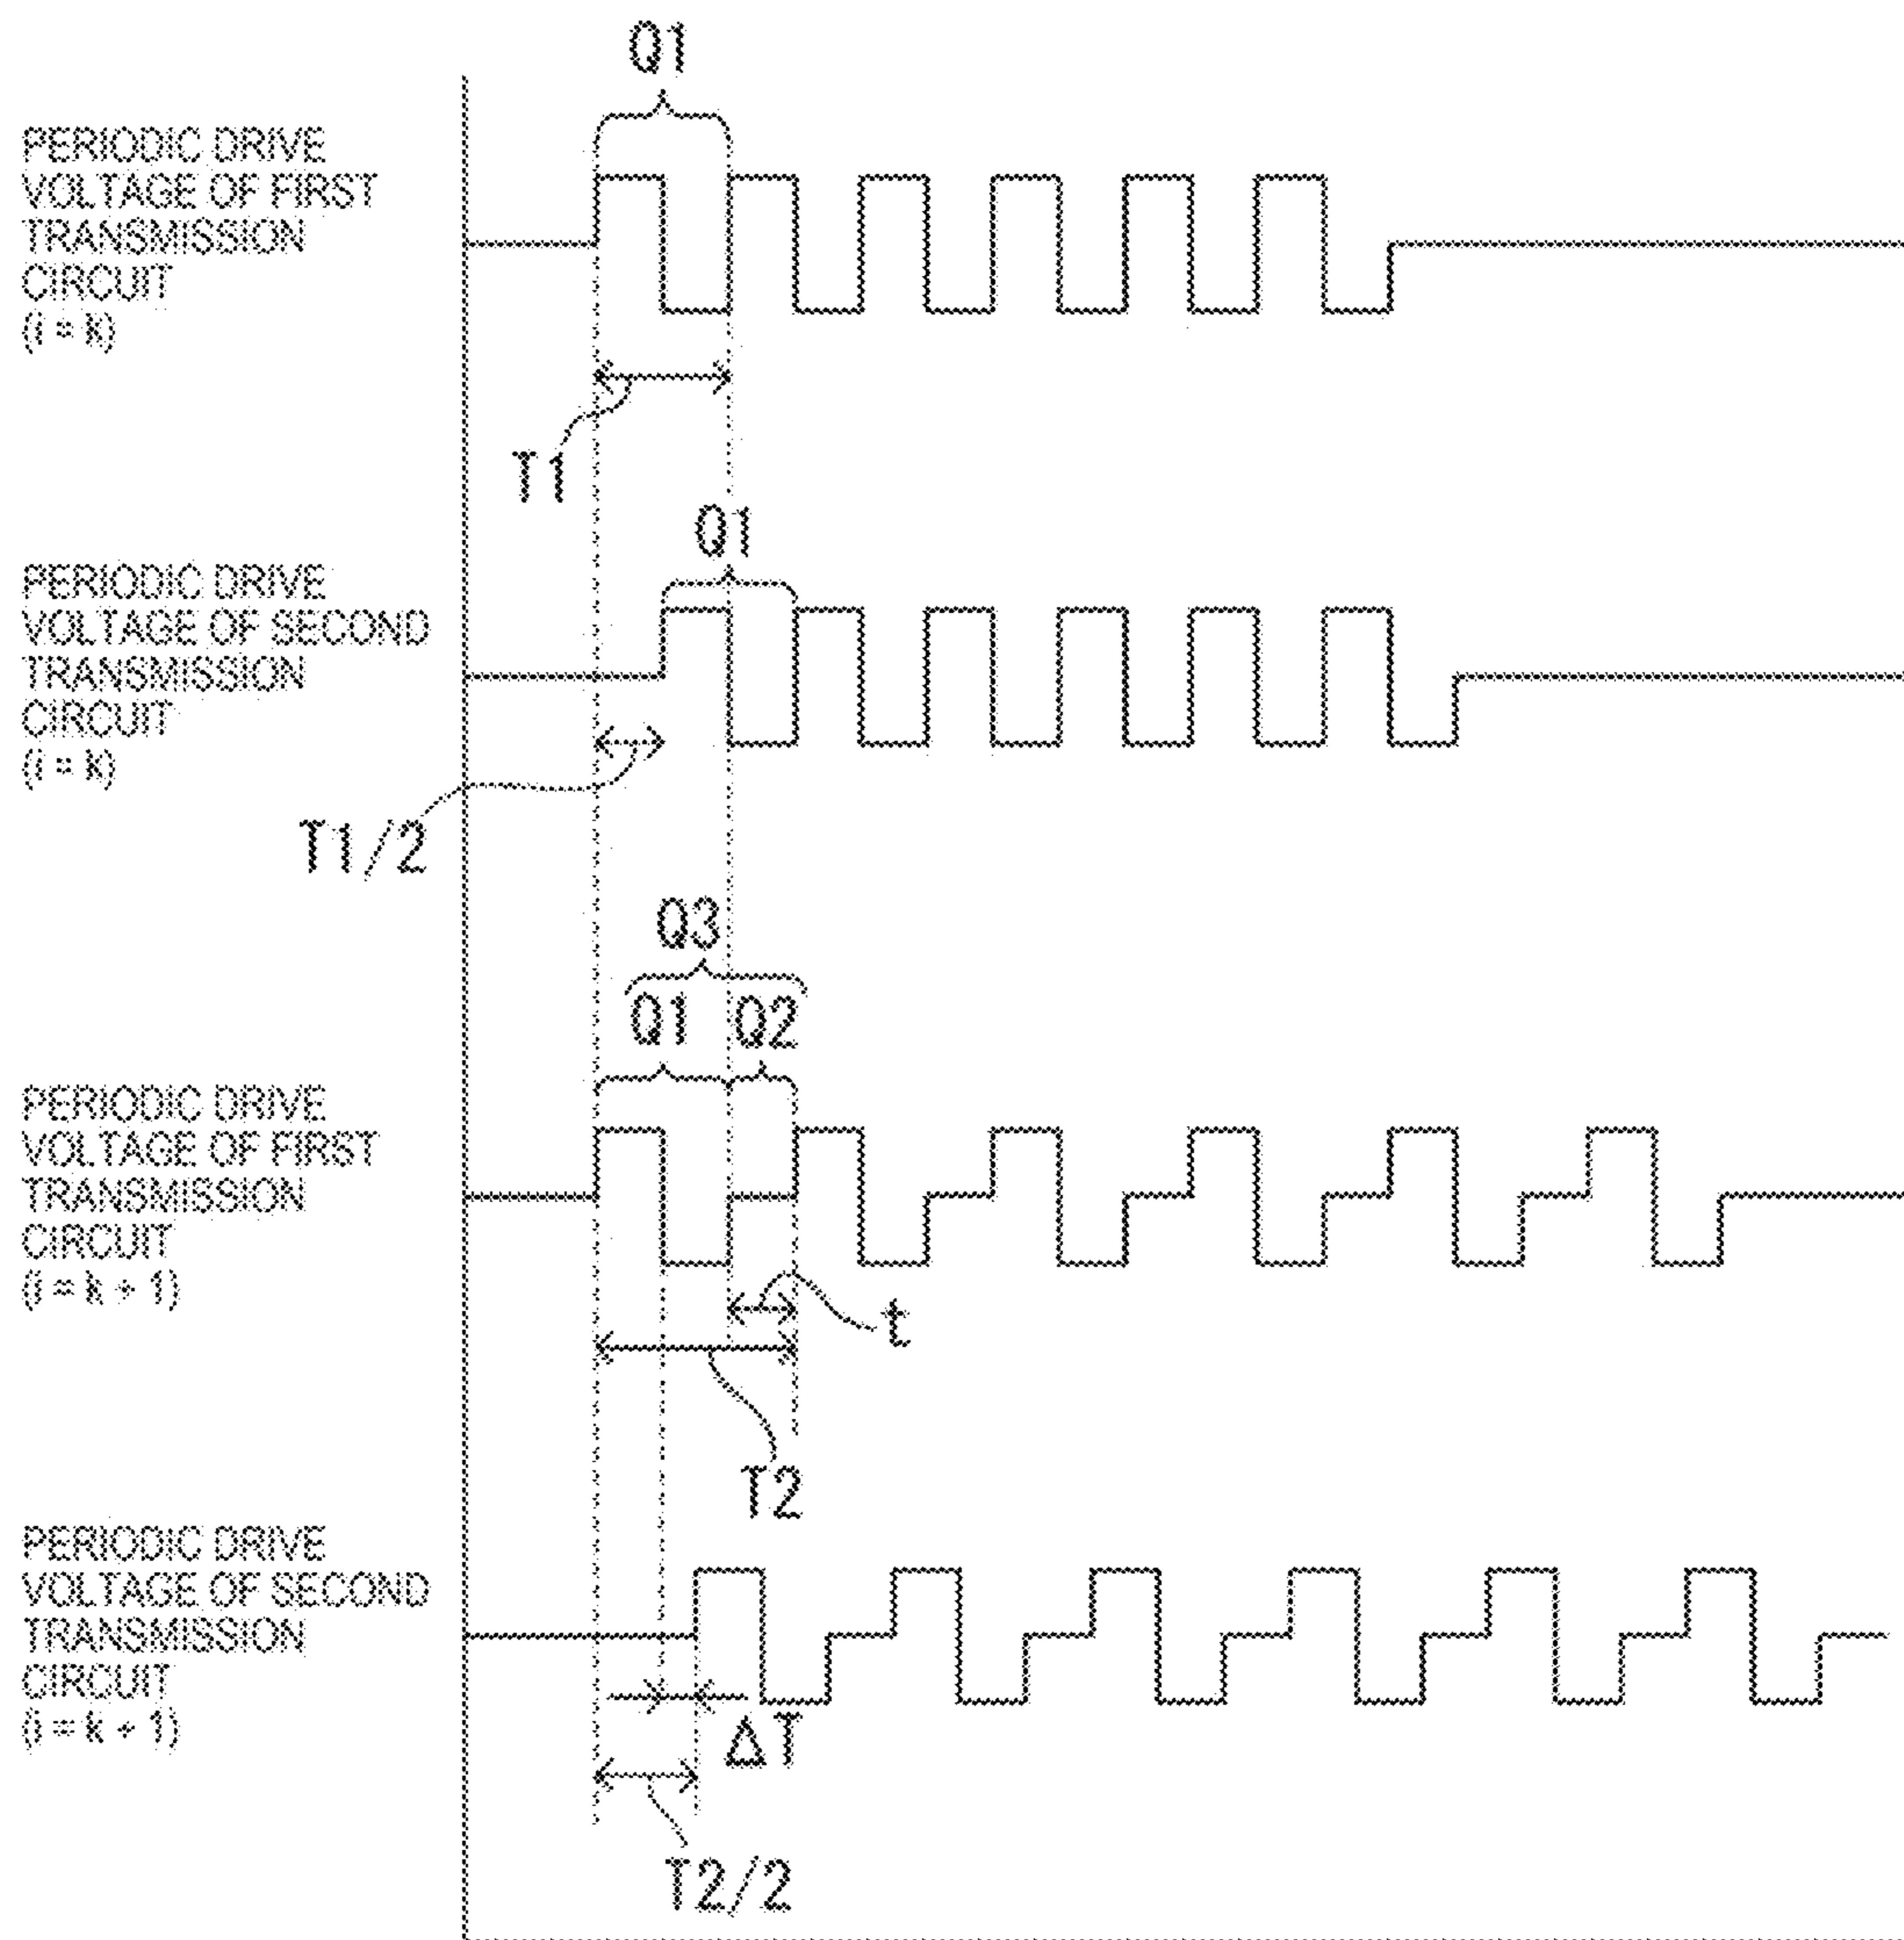 Q1
PERIODIC DRIVE
VOLTAGE OF FIRST
TRANSMISSION
CIRCUIT
(i = k)
T1
Q1
PERIODIC DRIVE
VOLTAGE OF SECOND
TRANSMISSION
CIRCUIT
(i = k)
T1/2
Q3
Q1 Q2
PERIODIC DRIVE
VOLTAGE OF FIRST
TRANSMISSION
CIRCUIT
(i = k + 1)
t
T2
PERIODIC DRIVE
VOLTAGE OF SECOND
TRANSMISSION
CIRCUIT
(i = k + 1)
ΔT
T2/2